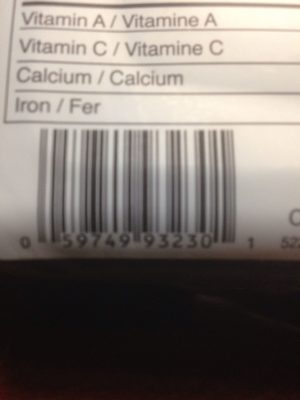 Vitamin A / Vitamine A
Vitamin C / Vitamine C
Calcium / Calcium
Iron / Fer
0 59749 93230 1